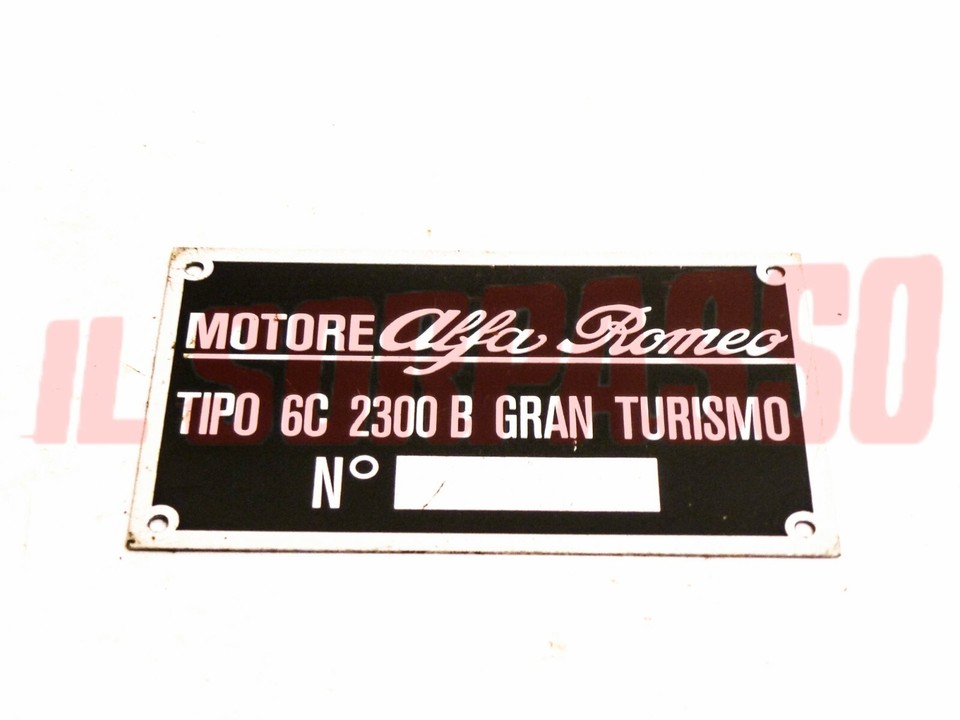 MOTORE Alfa Romeo
TIPO 6C 2300 B GRAN TURISMO
N°
IL SORPASSO